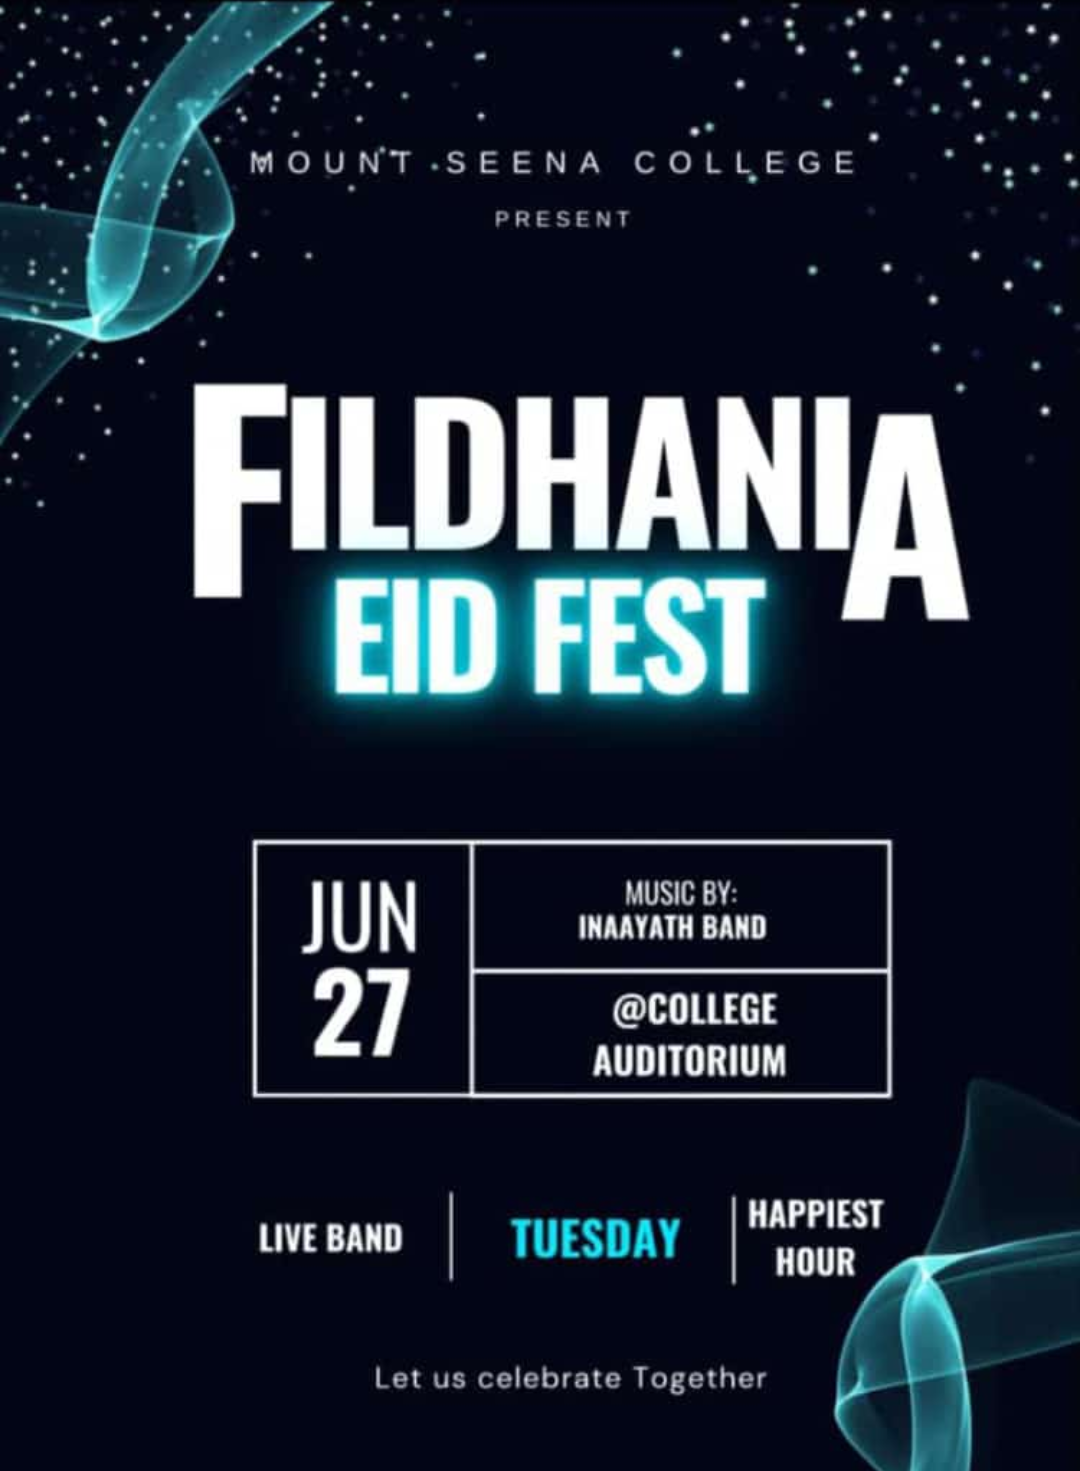 MOUNT SEENA COLLEGE
PRESENT
FILDHANIA
EID FEST
JUN
27
MUSIC BY:
INAAYATH BAND
@COLLEGE
AUDITORIUM
LIVE BAND
TUESDAY
HAPPIEST
HOUR
Let us celebrate Together